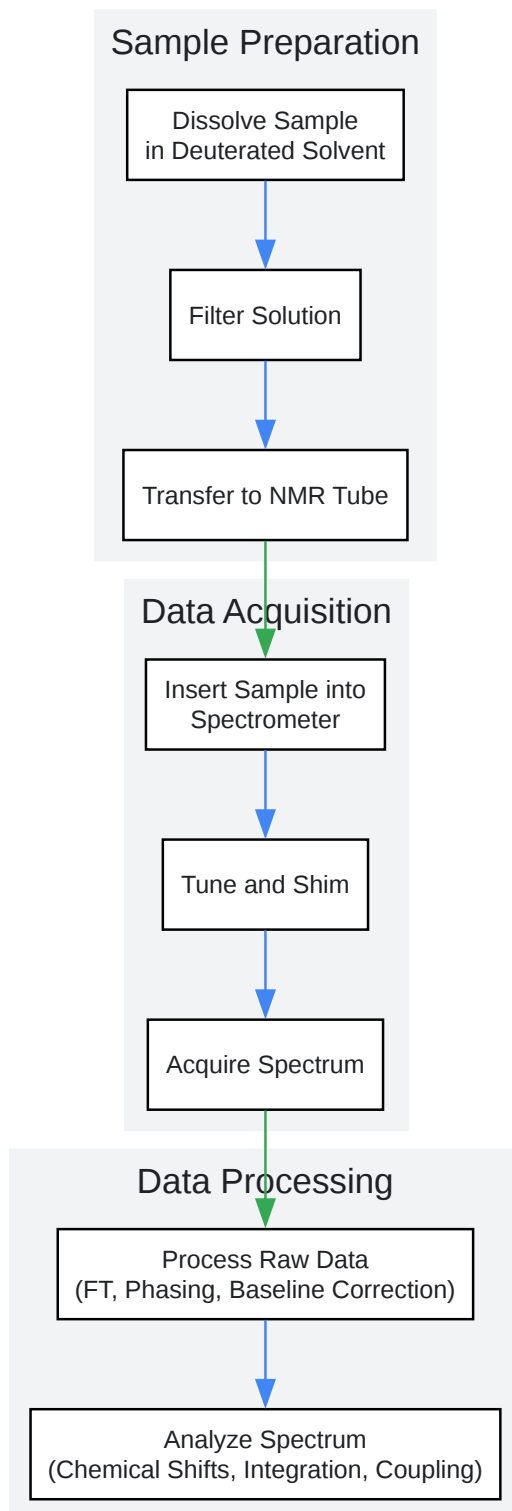 Sample Preparation
Dissolve Sample
in Deuterated Solvent
Filter Solution
Transfer to NMR Tube
Data Acquisition
Insert Sample into
Spectrometer
Tune and Shim
Acquire Spectrum
Data Processing
Process Raw Data
(FT, Phasing, Baseline Correction)
Analyze Spectrum
(Chemical Shifts, Integration, Coupling)